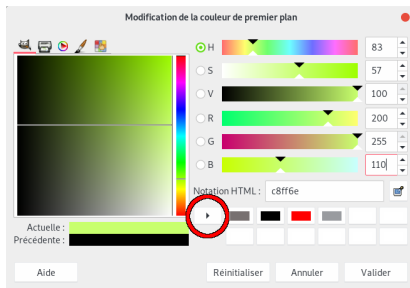 Modification de la couleur de premier plan
H 83
S 57
V 100
R 200
G 255
B 110
Notation HTML : c8ff6e
Actuelle :
Précédente :
Aide Réinitialiser Annuler Valider